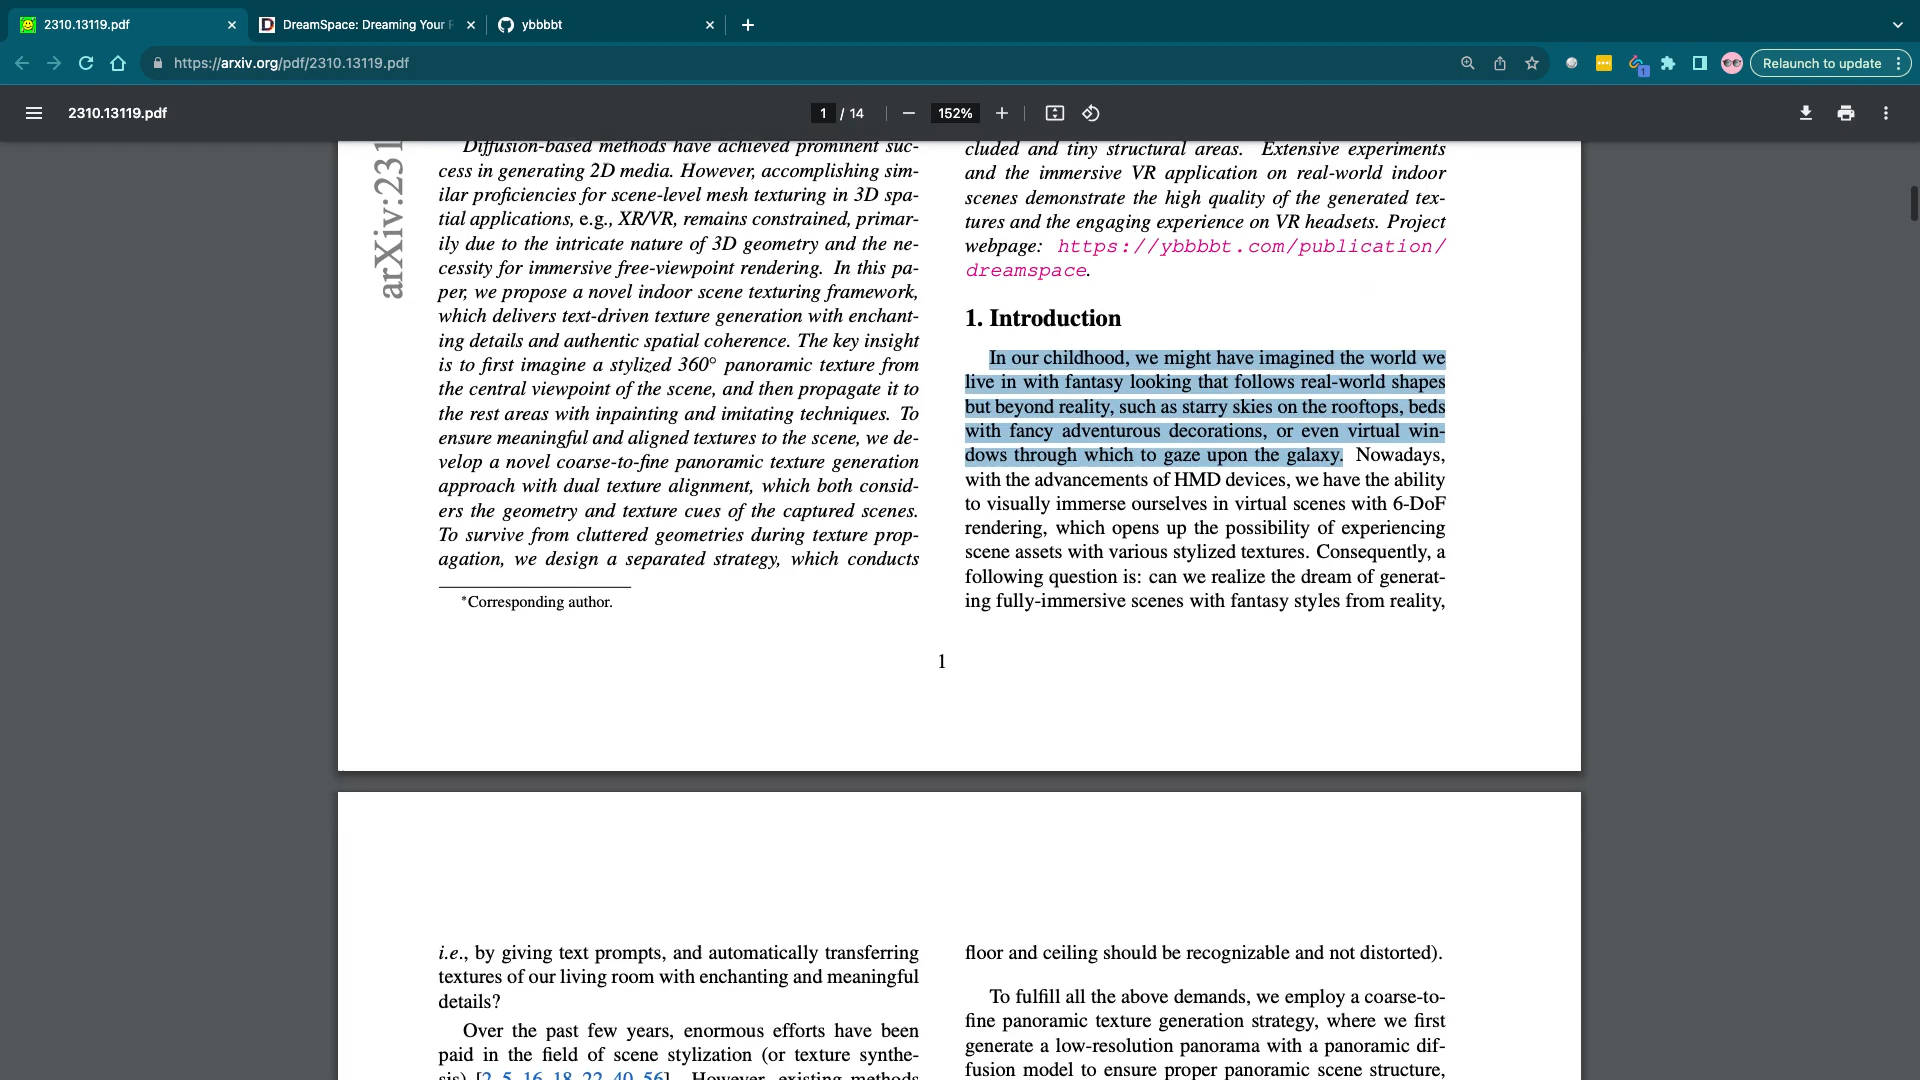 2310.13119.pdf
DreamSpace: Dreaming Your
ybbbbt
https://arxiv.org/pdf/2310.13119.pdf
1
Relaunch to update
2310.13119.pdf
1 / 14
152%
arXiv:231
Diffusion-based methods have achieved prominent suc-
cess in generating 2D media. However, accomplishing sim-
ilar proficiencies for scene-level mesh texturing in 3D spa-
tial applications, e.g., XR/VR, remains constrained, primar-
ily due to the intricate nature of 3D geometry and the ne-
cessity for immersive free-viewpoint rendering. In this pa-
per, we propose a novel indoor scene texturing framework,
which delivers text-driven texture generation with enchant-
ing details and authentic spatial coherence. The key insight
is to first imagine a stylized 360° panoramic texture from
the central viewpoint of the scene, and then propagate it to
the rest areas with inpainting and imitating techniques. To
ensure meaningful and aligned textures to the scene, we de-
velop a novel coarse-to-fine panoramic texture generation
approach with dual texture alignment, which both consid-
ers the geometry and texture cues of the captured scenes.
To survive from cluttered geometries during texture prop-
agation, we design a separated strategy, which conducts
*Corresponding author.
cluded and tiny structural areas. Extensive experiments
and the immersive VR application on real-world indoor
scenes demonstrate the high quality of the generated tex-
tures and the engaging experience on VR headsets. Project
webpage: https://ybbbbt.com/publication/
dreamspace.
1. Introduction
In our childhood, we might have imagined the world we
live in with fantasy looking that follows real-world shapes
but beyond reality, such as starry skies on the rooftops, beds
with fancy adventurous decorations, or even virtual win-
dows through which to gaze upon the galaxy. Nowadays,
with the advancements of HMD devices, we have the ability
to visually immerse ourselves in virtual scenes with 6-DoF
rendering, which opens up the possibility of experiencing
scene assets with various stylized textures. Consequently, a
following question is: can we realize the dream of generat-
ing fully-immersive scenes with fantasy styles from reality,
1
i.e., by giving text prompts, and automatically transferring
textures of our living room with enchanting and meaningful
details?
Over the past few years, enormous efforts have been
paid in the field of scene stylization (or texture synthe-
sis) [2, 5, 16, 18, 22, 40, 56]. However, existing methods
floor and ceiling should be recognizable and not distorted).
To fulfill all the above demands, we employ a coarse-to-
fine panoramic texture generation strategy, where we first
generate a low-resolution panorama with a panoramic dif-
fusion model to ensure proper panoramic scene structure,